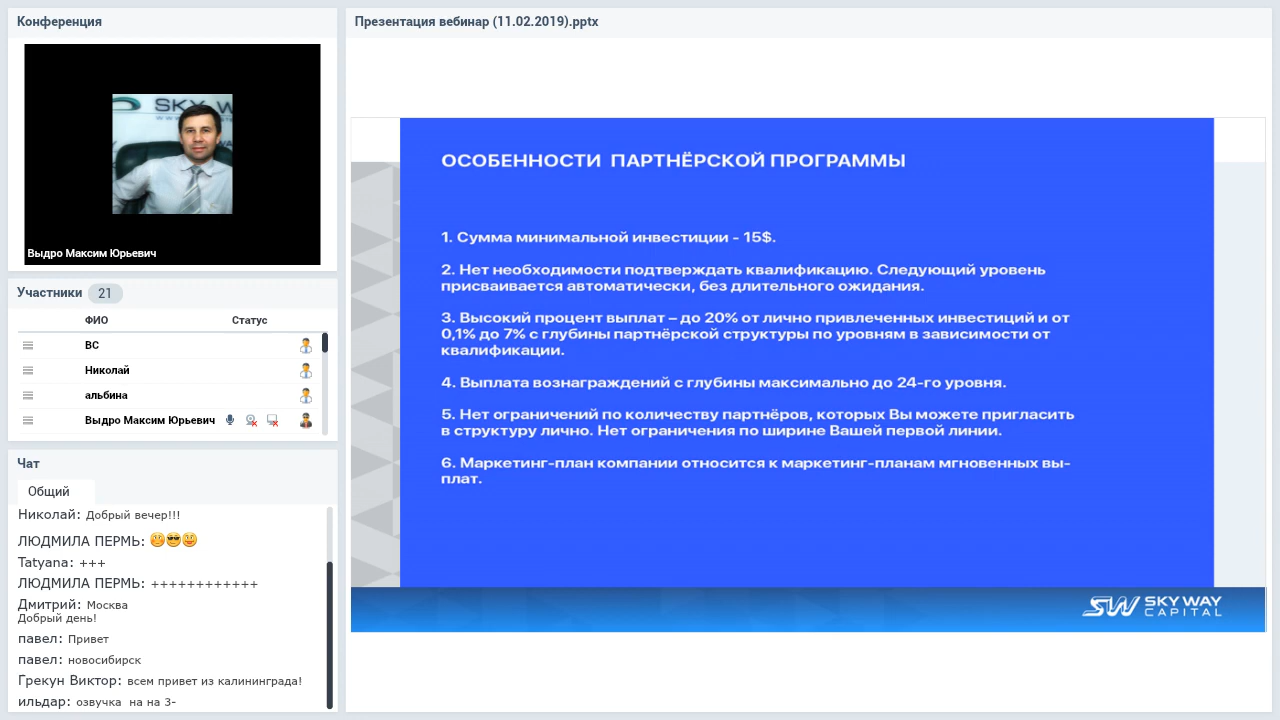 Конференция
Выдро Максим Юрьевич
Участники 21
ФИО Статус
ВС
Николай
альбина
Выдро Максим Юрьевич
Чат
Общий
Николай: Добрый вечер!!!
ЛЮДМИЛА ПЕРМЬ:
Tatyana: +++
ЛЮДМИЛА ПЕРМЬ: ++++++++++++
Дмитрий: Москва
Добрый день!
павел: Привет
павел: новосибирск
Грекун Виктор: всем привет из калининграда!
ильдар: озвучка на на 3-
Презентация вебинар (11.02.2019).pptx
ОСОБЕННОСТИ ПАРТНЁРСКОЙ ПРОГРАММЫ
1. Сумма минимальной инвестиции - 15$.
2. Нет необходимости подтверждать квалификацию. Следующий уровень
присваивается автоматически, без длительного ожидания.
3. Высокий процент выплат – до 20% от лично привлеченных инвестиций и от
0,1% до 7% с глубины партнёрской структуры по уровням в зависимости от
квалификации.
4. Выплата вознаграждений с глубины максимально до 24-го уровня.
5. Нет ограничений по количеству партнёров, которых Вы можете пригласить
в структуру лично. Нет ограничения по ширине Вашей первой линии.
6. Маркетинг-план компании относится к маркетинг-планам мгновенных вы-
плат.
SW SKY WAY
CAPITAL